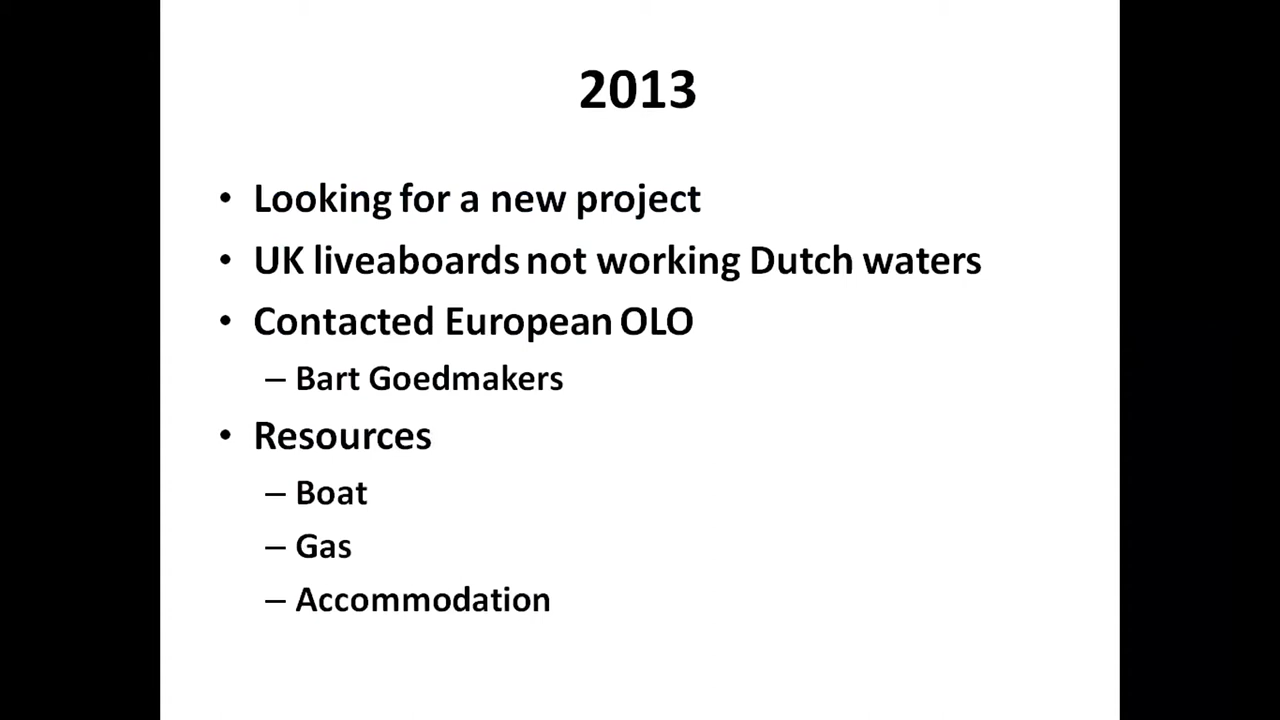 2013
• Looking for a new project
• UK liveaboards not working Dutch waters
• Contacted European OLO
– Bart Goedmakers
• Resources
– Boat
– Gas
– Accommodation